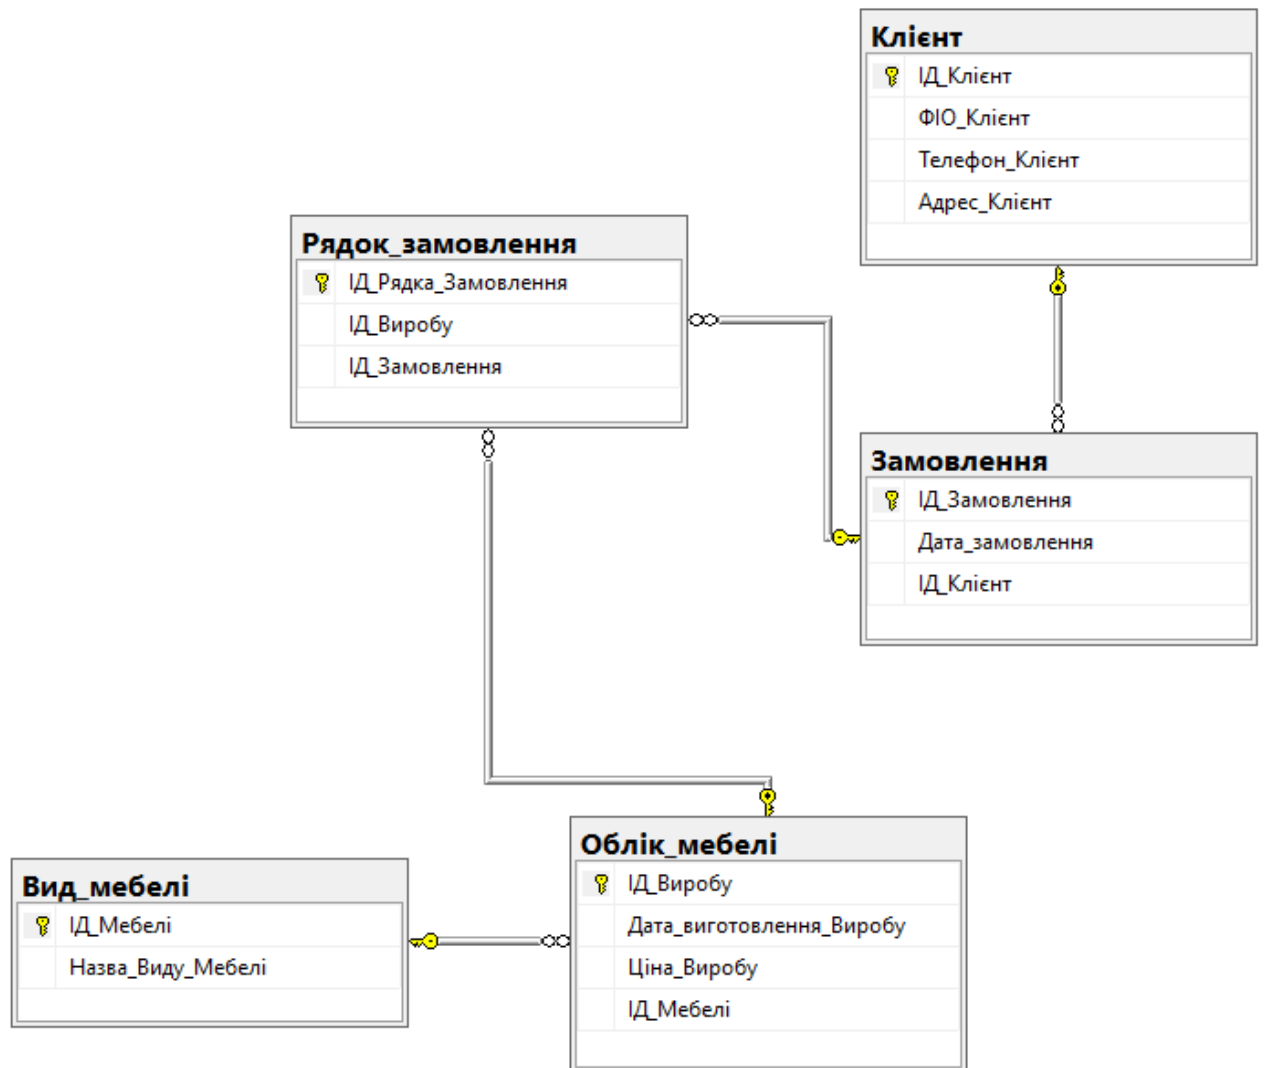 Клієнт
ІД_Клієнт
ФІО_Клієнт
Телефон_Клієнт
Адрес_Клієнт
Рядок_замовлення
ІД_Рядка_Замовлення
ІД_Виробу
ІД_Замовлення
Замовлення
ІД_Замовлення
Дата_замовлення
ІД_Клієнт
Облік_мебелі
ІД_Виробу
Дата_виготовлення_Виробу
Ціна_Виробу
ІД_Мебелі
Вид_мебелі
ІД_Мебелі
Назва_Виду_Мебелі